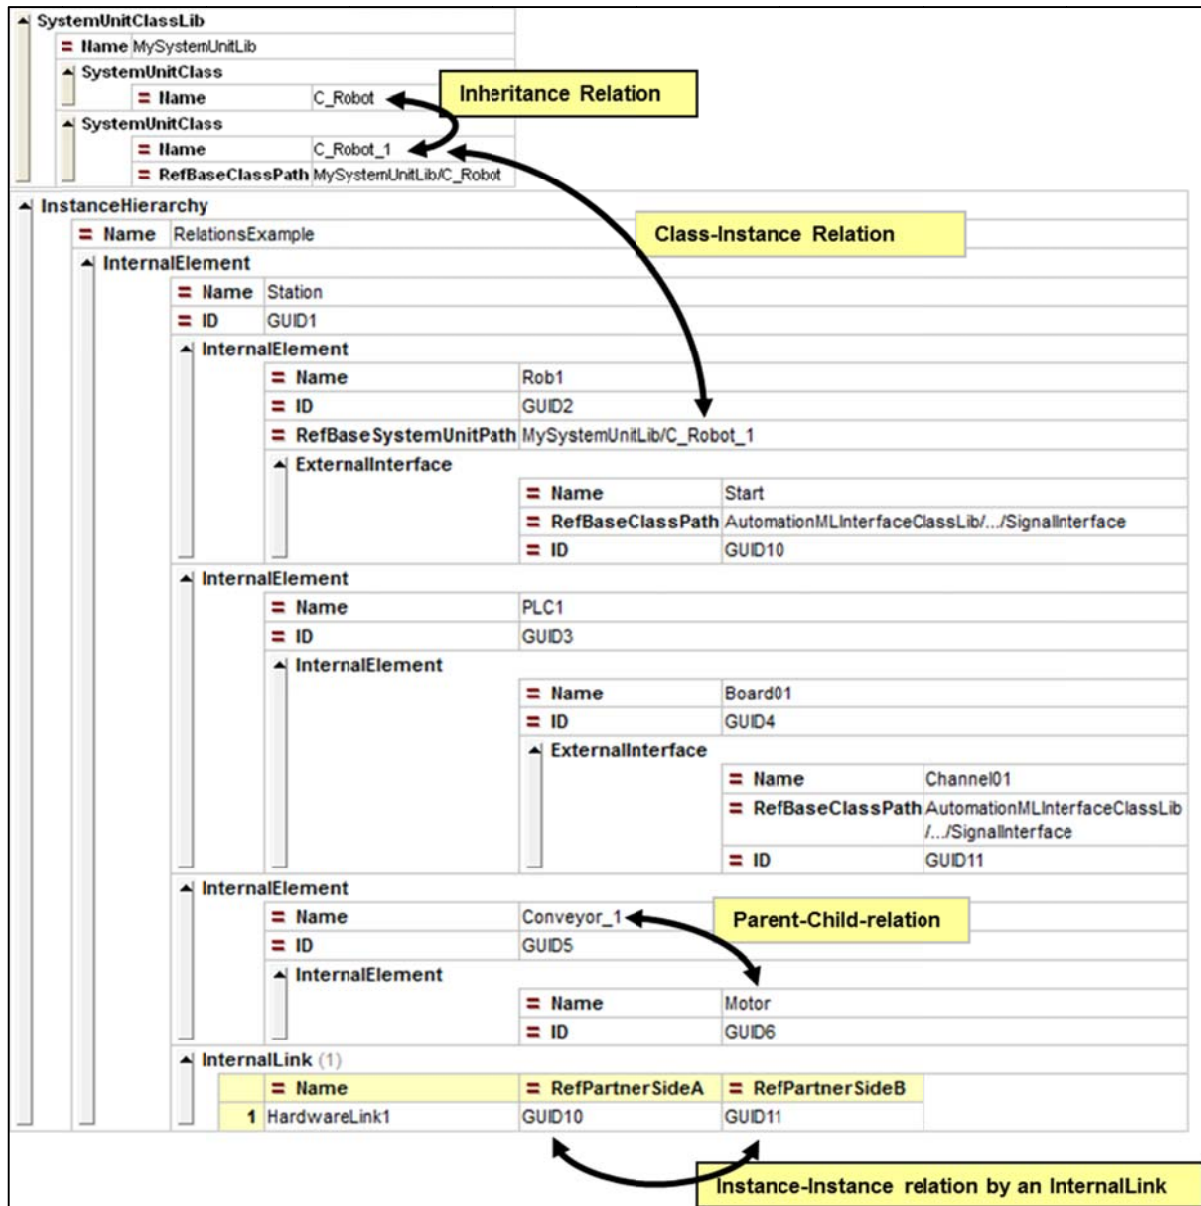 SystemUnitClassLib
= Name MySystemUnitLib
SystemUnitClass
= Name C_Robot
Inheritance Relation
SystemUnitClass
= Name C_Robot_1
= RefBaseClassPath MySystemUnitLib/C_Robot
InstanceHierarchy
= Name RelationsExample
Class-Instance Relation
InternalElement
= Name Station
= ID GUID1
InternalElement
= Name Rob1
= ID GUID2
= RefBaseSystemUnitPath MySystemUnitLib/C_Robot_1
ExternalInterface
= Name Start
= RefBaseClassPath AutomationMLInterfaceClassLib/.../SignalInterface
= ID GUID10
InternalElement
= Name PLC1
= ID GUID3
InternalElement
= Name Board01
= ID GUID4
ExternalInterface
= Name Channel01
= RefBaseClassPath AutomationMLInterfaceClassLib
/.../SignalInterface
= ID GUID11
InternalElement
= Name Conveyor_1
Parent-Child-relation
= ID GUID5
InternalElement
= Name Motor
= ID GUID6
InternalLink (1)
= Name = RefPartnerSideA = RefPartnerSideB
1 HardwareLink1 GUID10 GUID11
Instance-Instance relation by an InternalLink